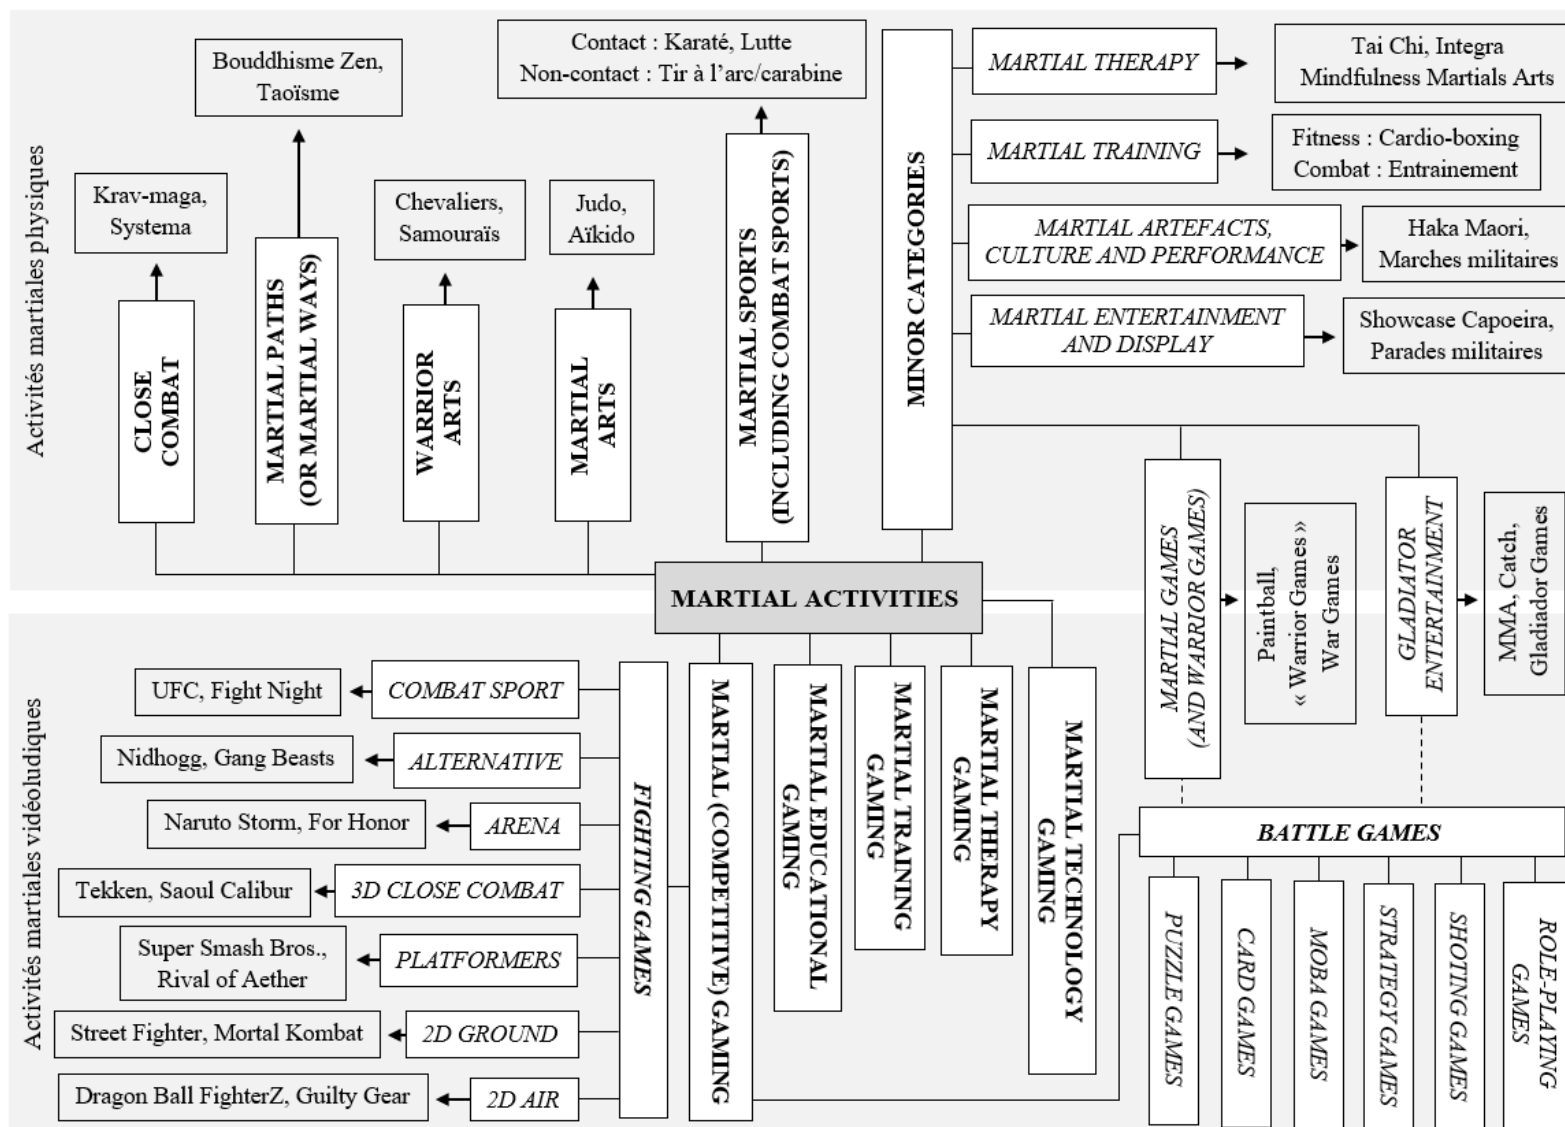 Activités martiales physiques
Krav-maga,
Systema
CLOSE
COMBAT
Bouddhisme Zen,
Taoïsme
MARTIAL PATHS
(OR MARTIAL WAYS)
Chevaliers,
Samouraïs
WARRIOR
ARTS
Judo,
Aïkido
MARTIAL
ARTS
Contact : Karaté, Lutte
Non-contact : Tir à l’arc/carabine
MARTIAL SPORTS
(INCLUDING COMBAT SPORTS)
MINOR CATEGORIES
MARTIAL THERAPY
Tai Chi, Integra
Mindfulness Martials Arts
MARTIAL TRAINING
Fitness : Cardio-boxing
Combat : Entrainement
MARTIAL ARTEFACTS,
CULTURE AND PERFORMANCE
Haka Maori,
Marches militaires
MARTIAL ENTERTAINMENT
AND DISPLAY
Showcase Capoeira,
Parades militaires
MARTIAL GAMES
(AND WARRIOR GAMES)
Paintball,
« Warrior Games »
War Games
GLADIATOR
ENTERTAINMENT
MMA, Catch,
Gladiador Games
MARTIAL ACTIVITIES
Activités martiales vidéoludiques
UFC, Fight Night
COMBAT SPORT
Nidhogg, Gang Beasts
ALTERNATIVE
Naruto Storm, For Honor
ARENA
Tekken, Saoul Calibur
3D CLOSE COMBAT
Super Smash Bros.,
Rival of Aether
PLATFORMERS
Street Fighter, Mortal Kombat
2D GROUND
Dragon Ball FighterZ, Guilty Gear
2D AIR
FIGHTING GAMES
MARTIAL (COMPETITIVE) GAMING
MARTIAL EDUCATIONAL
GAMING
MARTIAL TRAINING
GAMING
MARTIAL THERAPY
GAMING
MARTIAL TECHNOLOGY
GAMING
BATTLE GAMES
PUZZLE GAMES
CARD GAMES
MOBA GAMES
STRATEGY GAMES
SHOTING GAMES
ROLE-PLAYING
GAMES